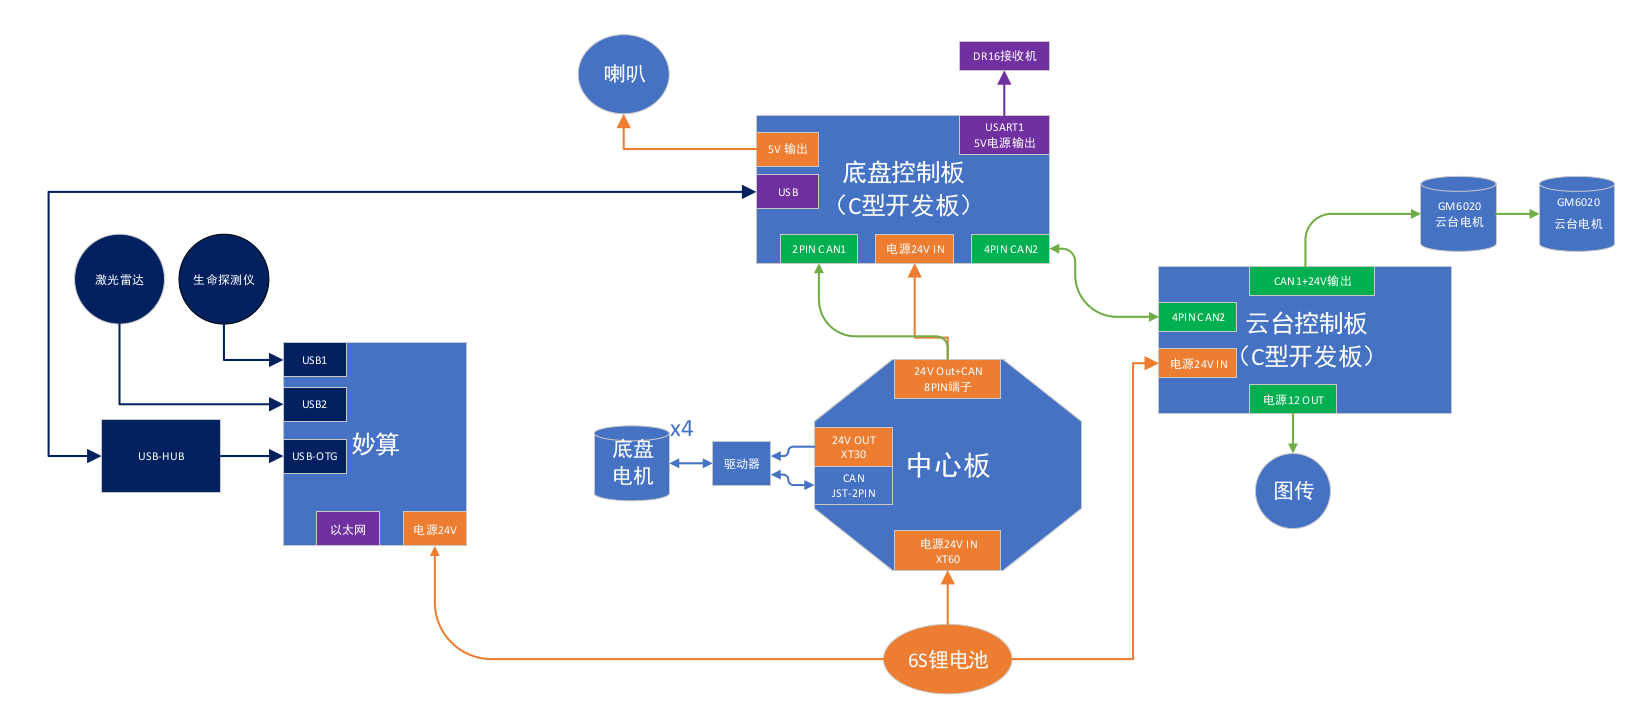 喇叭
DR16接收机
USART1
5V电源输出
5V 输出
底盘控制板
（C型开发板）
USB
2PIN CAN1
电源24V IN
4PIN CAN2
GM6020
云台电机
GM6020
云台电机
CAN1+24V输出
4PIN CAN2
云台控制板
（C型开发板）
电源24V IN
电源12 OUT
图传
激光雷达
生命探测仪
USB1
USB2
USB-OTG
妙算
USB-HUB
以太网
电源24V
24V Out+CAN
8PIN端子
x4
底盘
电机
驱动器
24V OUT
XT30
CAN
JST-2PIN
中心板
电源24V IN
XT60
6S锂电池